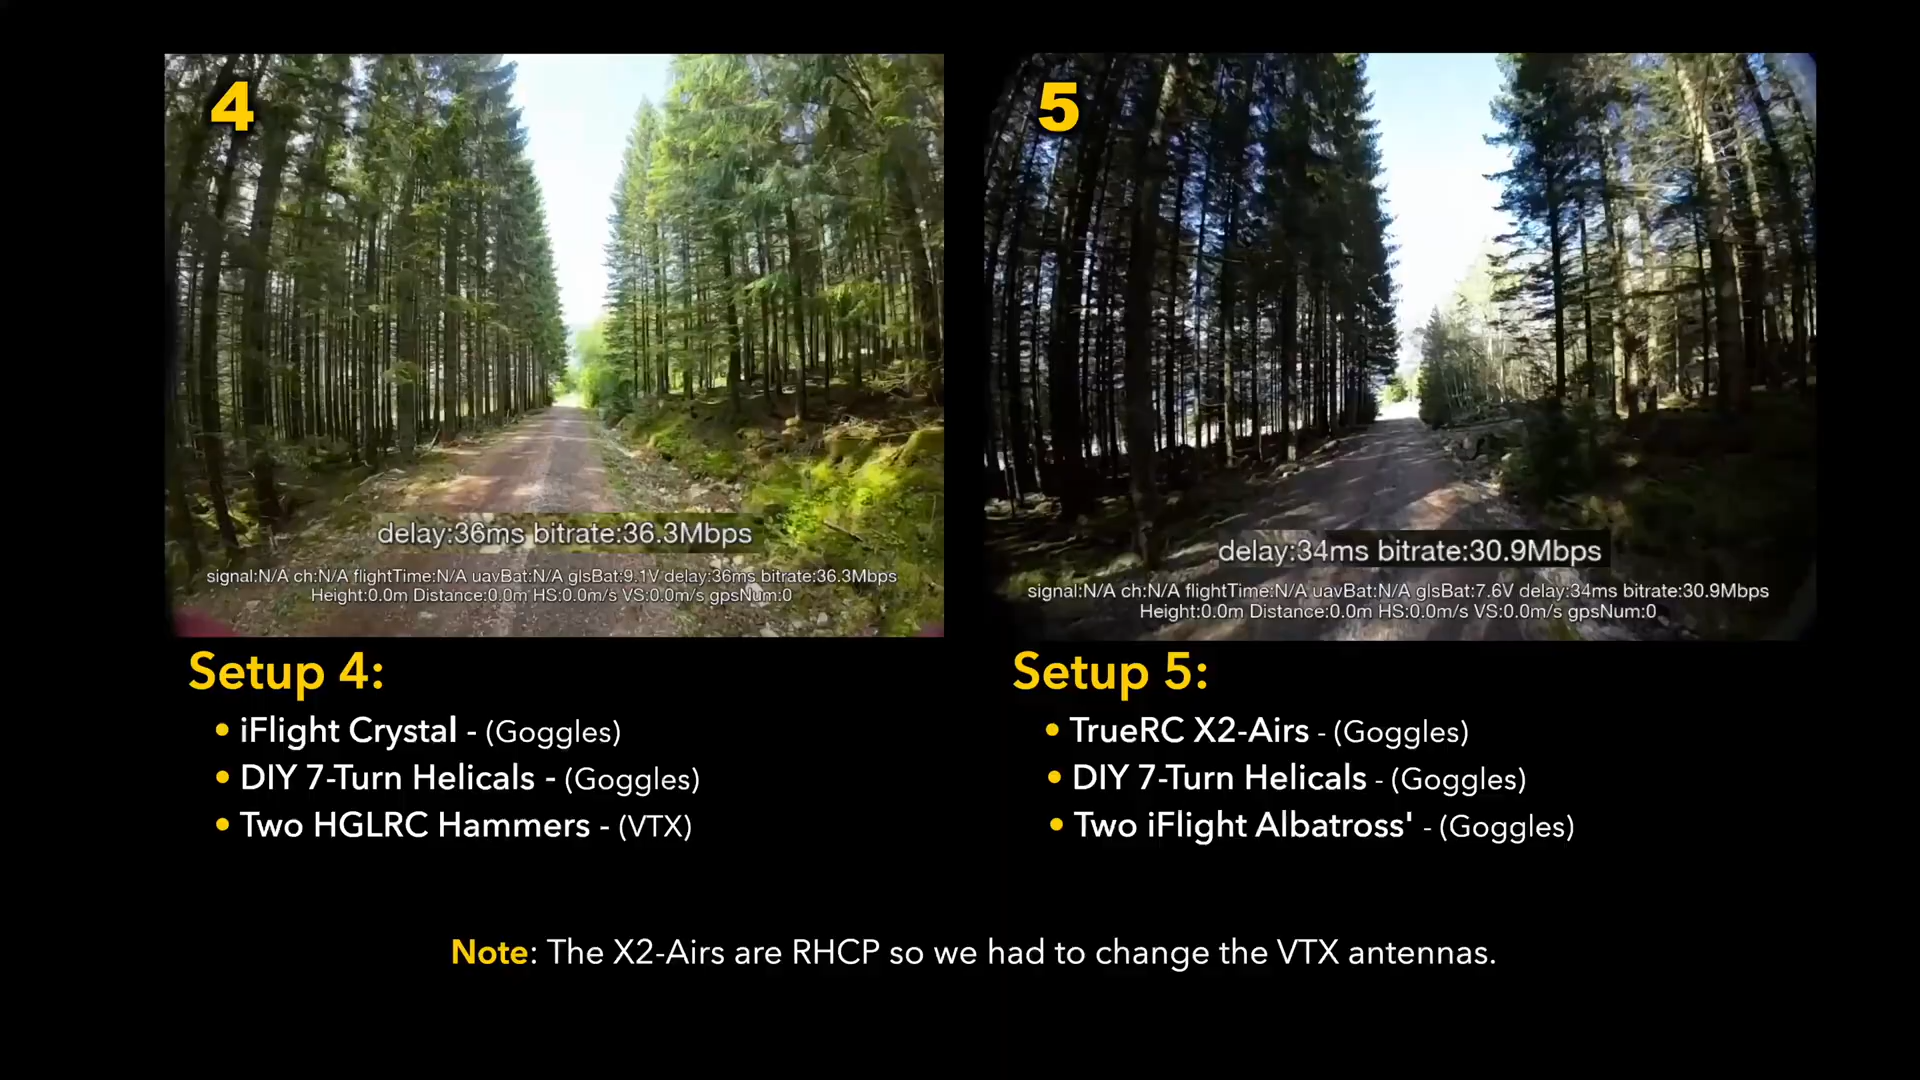 4
delay:36ms bitrate:36.3Mbps
signal:N/A ch:N/A flightTime:N/A uavBat:N/A glsBat:9.1V delay:36ms bitrate:36.3Mbps
Height:0.0m Distance:0.0m HS:0.0m/s VS:0.0m/s gpsNum:0
Setup 4:
• iFlight Crystal - (Goggles)
• DIY 7-Turn Helicals - (Goggles)
• Two HGLRC Hammers - (VTX)
5
delay:34ms bitrate:30.9Mbps
signal:N/A ch:N/A flightTime:N/A uavBat:N/A glsBat:7.6V delay:34ms bitrate:30.9Mbps
Height:0.0m Distance:0.0m HS:0.0m/s VS:0.0m/s gpsNum:0
Setup 5:
• TrueRC X2-Airs - (Goggles)
• DIY 7-Turn Helicals - (Goggles)
• Two iFlight Albatross' - (Goggles)
Note: The X2-Airs are RHCP so we had to change the VTX antennas.